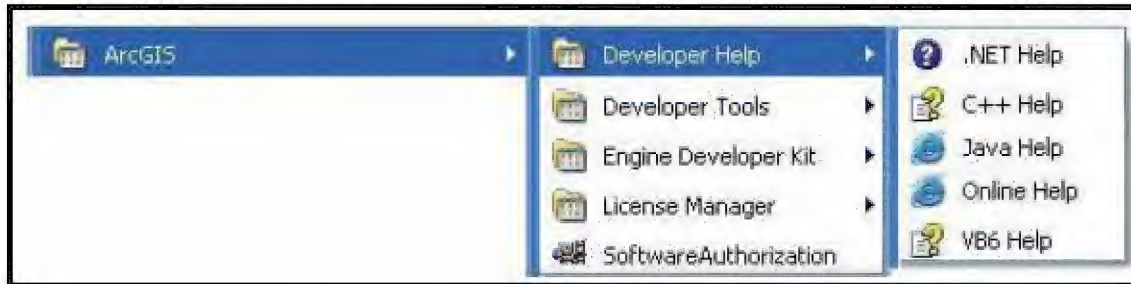 ArcGIS
Developer Help
Developer Tools
Engine Developer Kit
License Manager
SoftwareAuthorization
.NET Help
C++ Help
Java Help
Online Help
VB6 Help